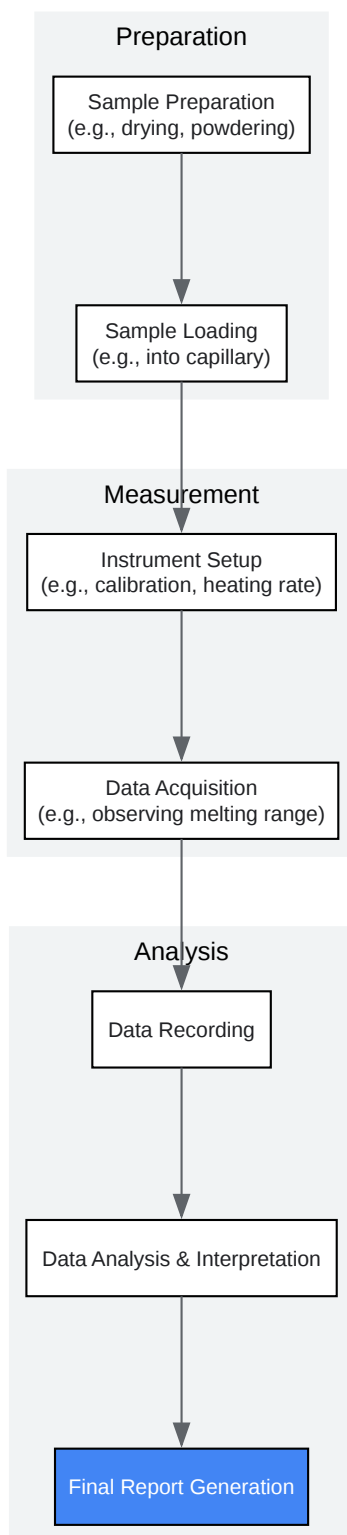 Preparation
Sample Preparation
(e.g., drying, powdering)
Sample Loading
(e.g., into capillary)
Measurement
Instrument Setup
(e.g., calibration, heating rate)
Data Acquisition
(e.g., observing melting range)
Analysis
Data Recording
Data Analysis & Interpretation
Final Report Generation